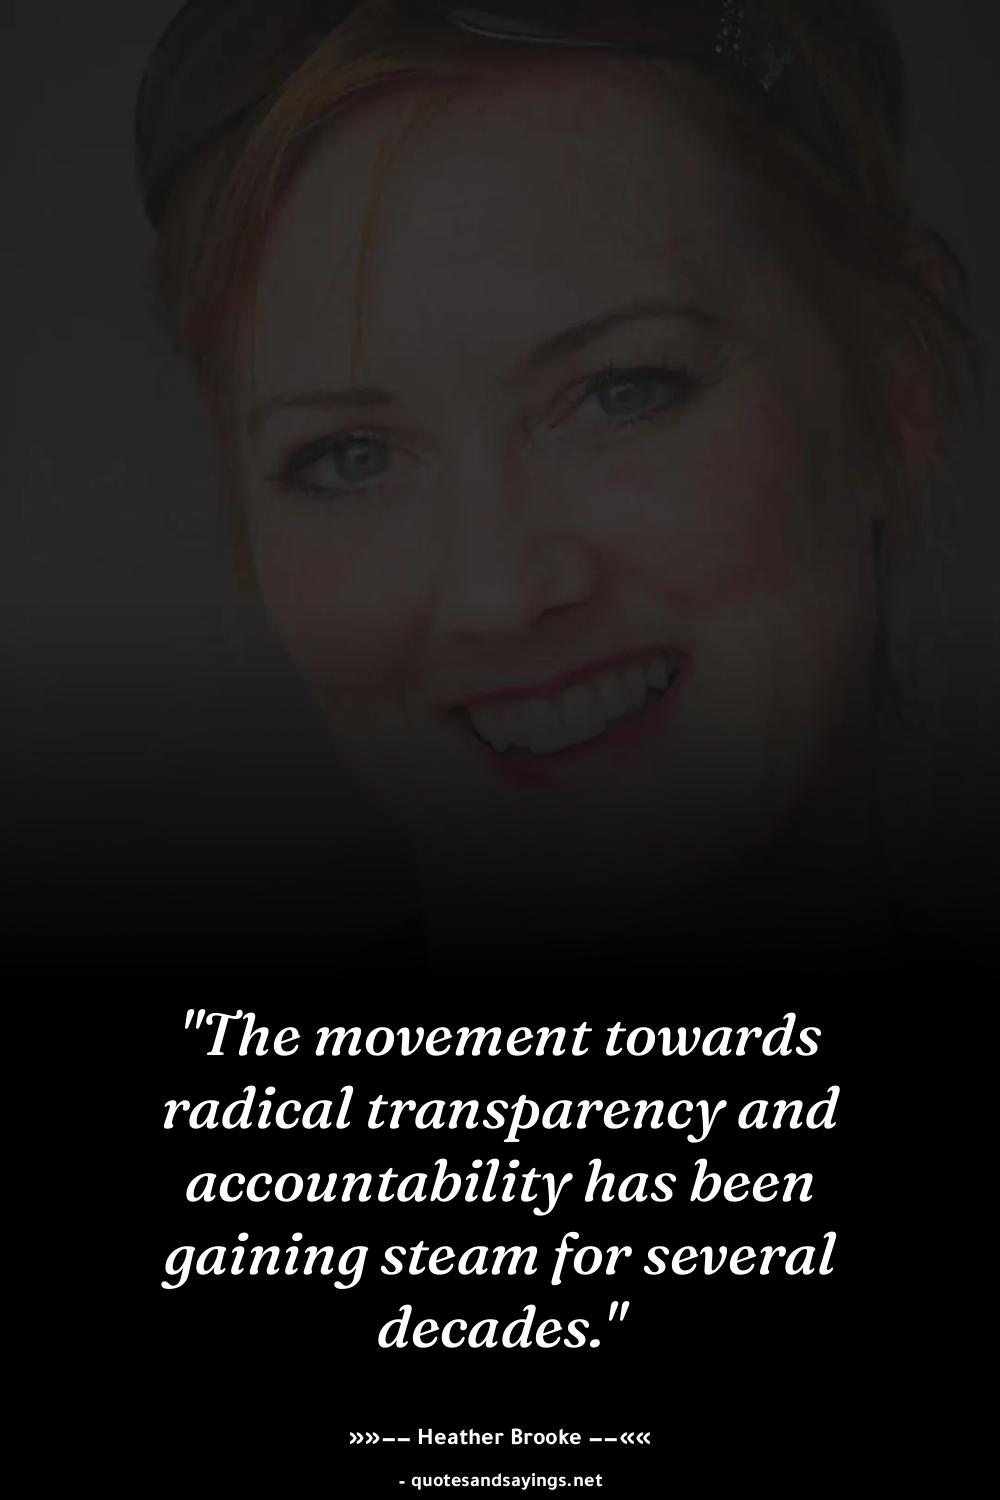 "The movement towards
radical transparency and
accountability has been
gaining steam for several
decades."
»»−− Heather Brooke −−««
- quotesandsayings.net